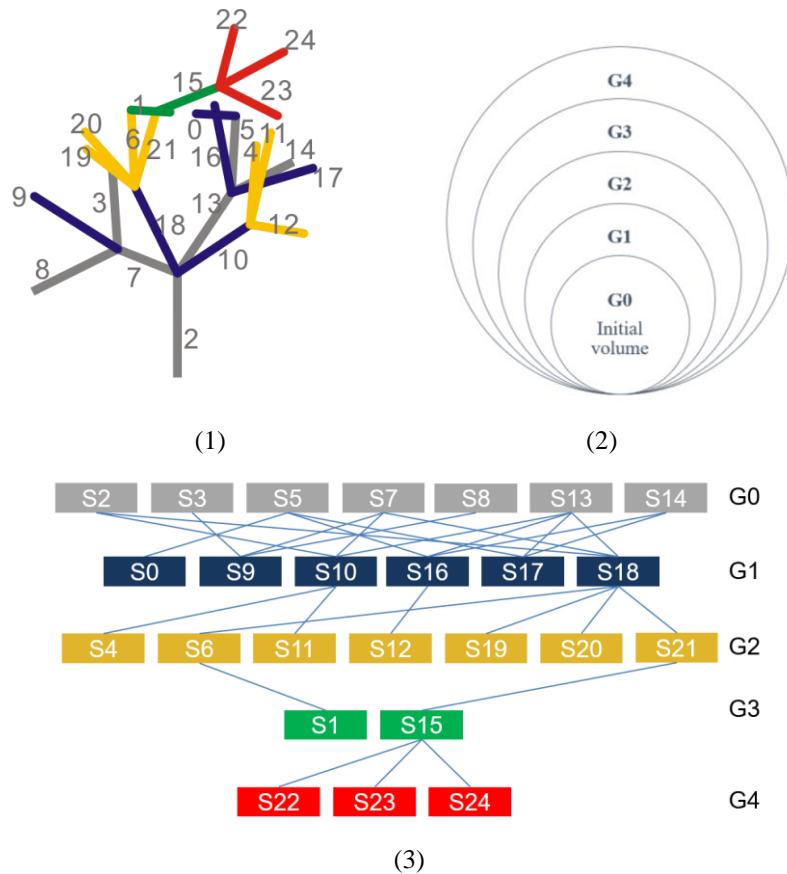 22
24
15
23
1
20
6
0
5
11
19
21
16
4
14
9
17
3
18
13
12
8
7
10
2
(1)
G4
G3
G2
G1
G0
Initial
volume
(2)
S2 S3 S5 S7 S8 S13 S14 G0
S0 S9 S10 S16 S17 S18 G1
S4 S6 S11 S12 S19 S20 S21 G2
S1 S15 G3
S22 S23 S24 G4
(3)